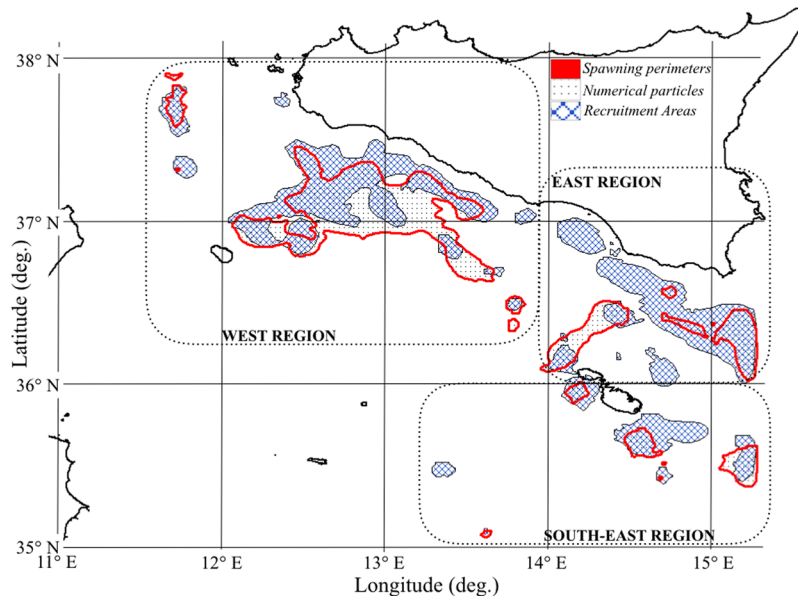 38° N
Spawning perimeters
Numerical particles
Recruitment Areas
EAST REGION
37° N
Latitude (deg.)
WEST REGION
36° N
SOUTH-EAST REGION
35° N
11° E
12° E
13° E
14° E
15° E
Longitude (deg.)